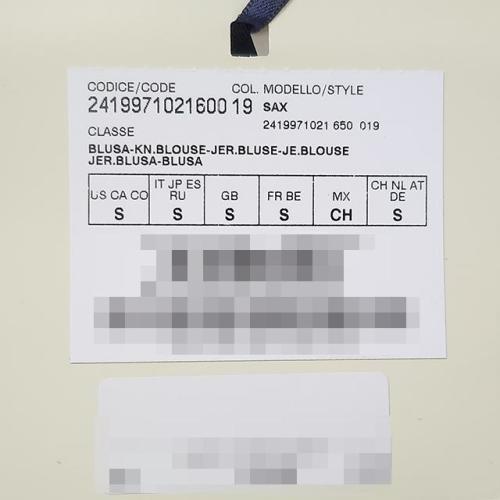 CODICE/CODE COL. MODELLO/STYLE
2419971021600 19 SAX
2419971021 650 019
CLASSE
BLUSA-KN.BLOUSE-JER.BLUSE-JE.BLOUSE
JER.BLUSA-BLUSA
US CA CO IT JP ES RU GB FR BE MX CH NL AT DE
S S S S CH S